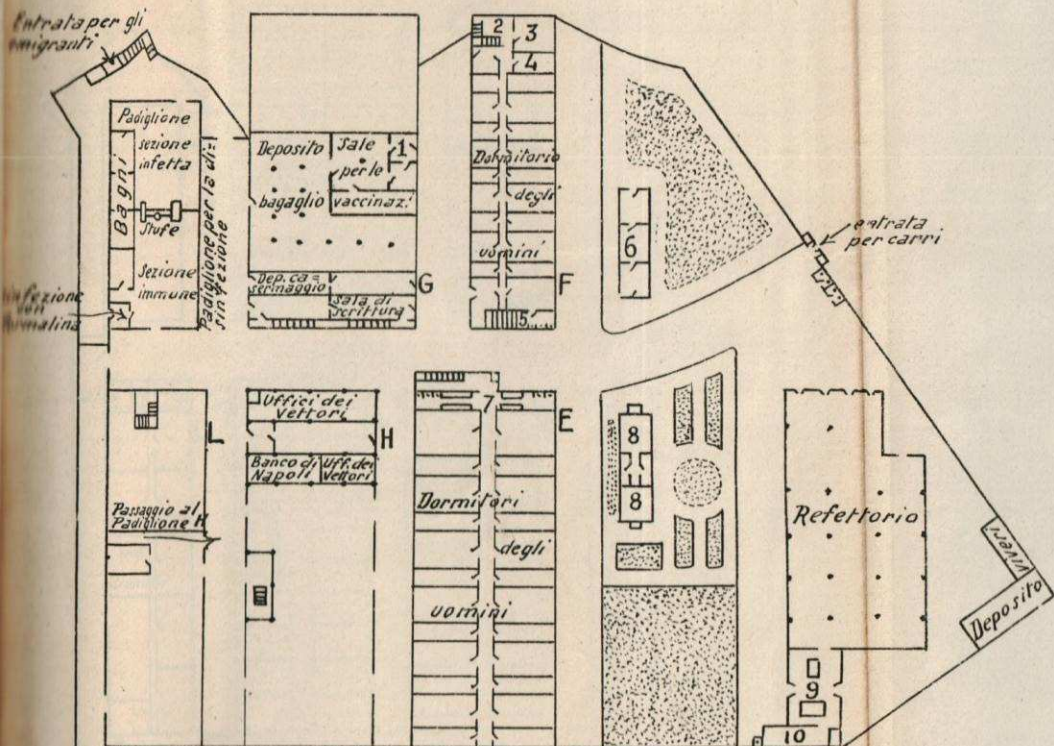 Entrata per gli
emigranti
Padiglione
sezione
infetta
Bagni
Stufe
Sezione
immune
Padiglione per la di=
sinfezione
Deposito
bagaglio
Sale
per le
vaccinaz.
1
Dep. ca=
sermaggio
Sala di
scrittura
G
2
3
4
Dormitorio
degli
uomini
F
5
6
entrata
per carri
L
Passaggio al
Padiglione H
Uffici dei
Vettori
H
Banco di
Napoli
Uff. dei
Vettori
7
E
Dormitori
degli
uomini
8
8
Refettorio
viveri
Deposito
9
10